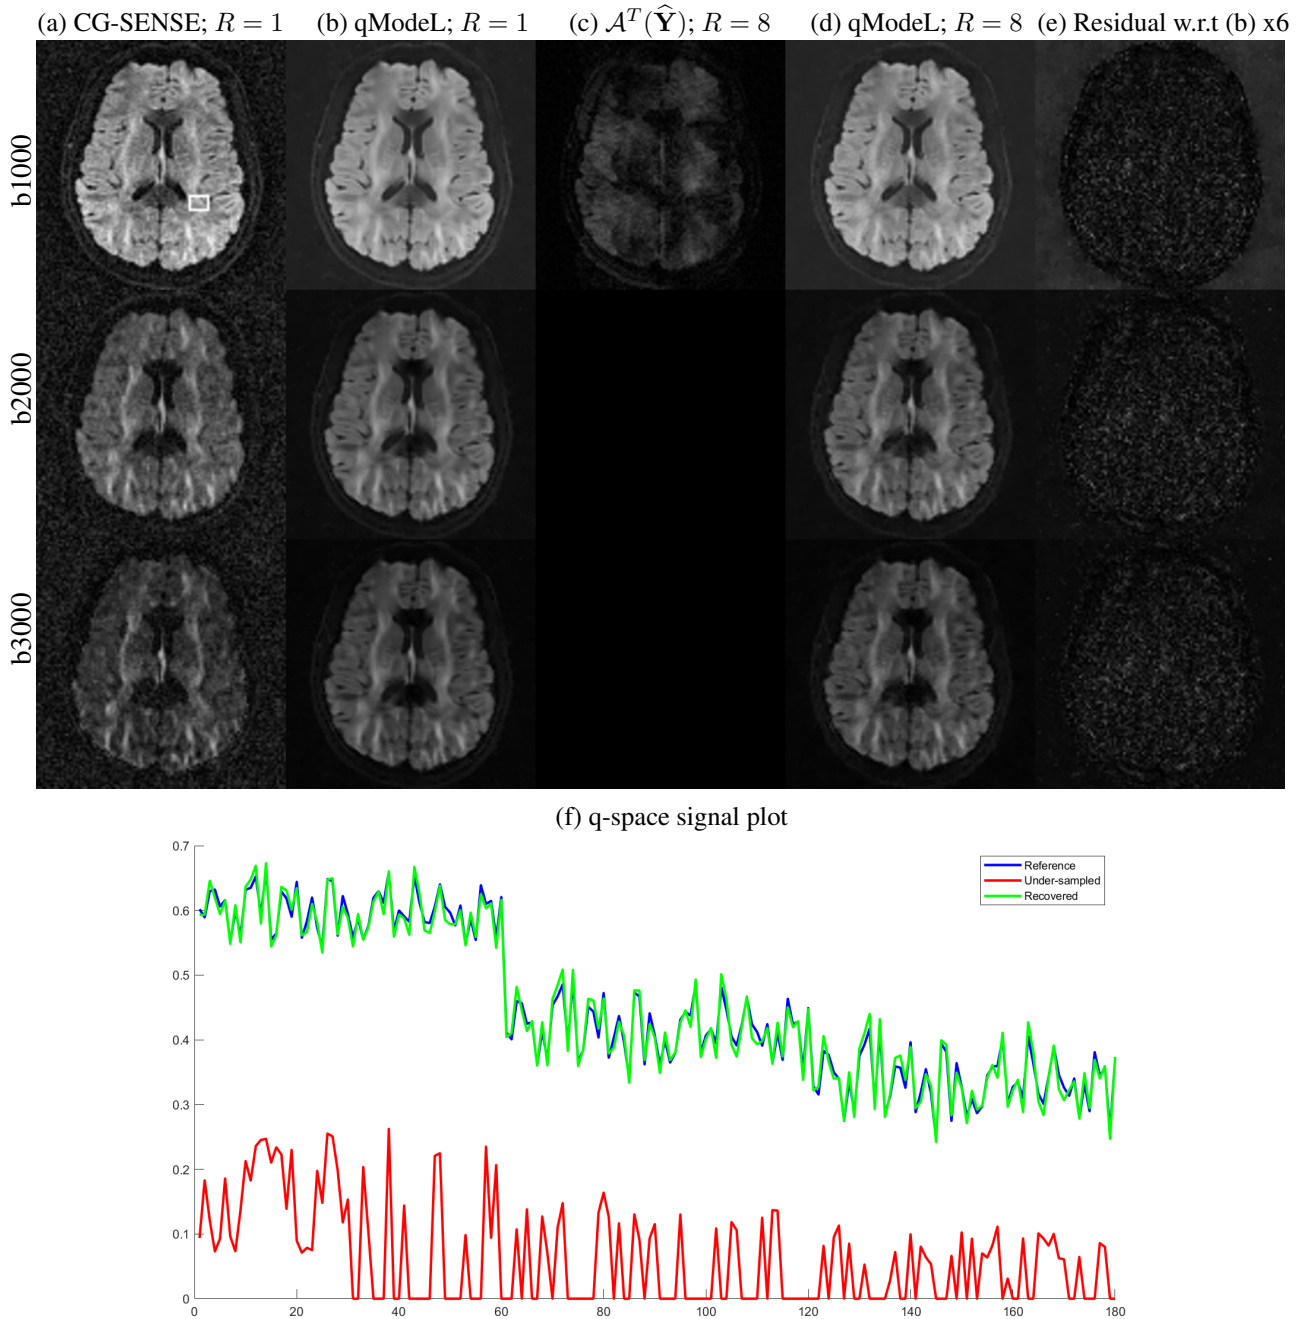 (a) CG-SENSE; R = 1 (b) qModeL; R = 1 (c) 𝒜ᵀ(Ŷ); R = 8 (d) qModeL; R = 8 (e) Residual w.r.t (b) x6
b1000
b2000
b3000
(f) q-space signal plot
0.7
0.6
0.5
0.4
0.3
0.2
0.1
0
Reference
Under-sampled
Recovered
0 20 40 60 80 100 120 140 160 180